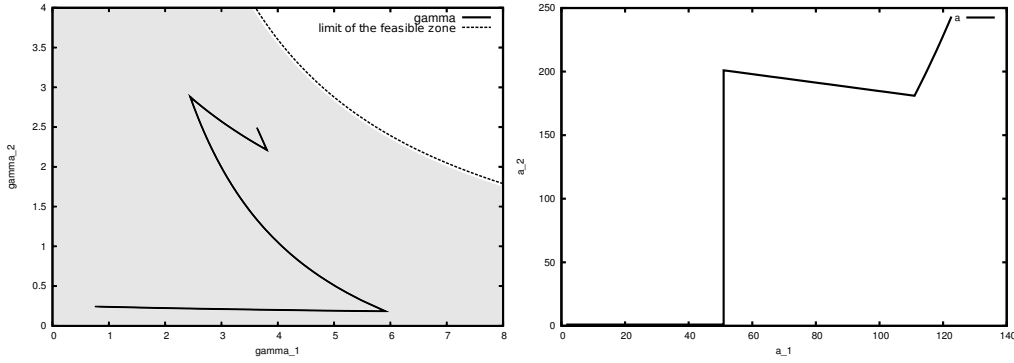 4
gamma
limit of the feasible zone
3.5
3
2.5
2
1.5
1
0.5
0
gamma_2
0 1 2 3 4 5 6 7 8
gamma_1
250
a
200
150
100
50
0
a_2
0 20 40 60 80 100 120 140
a_1